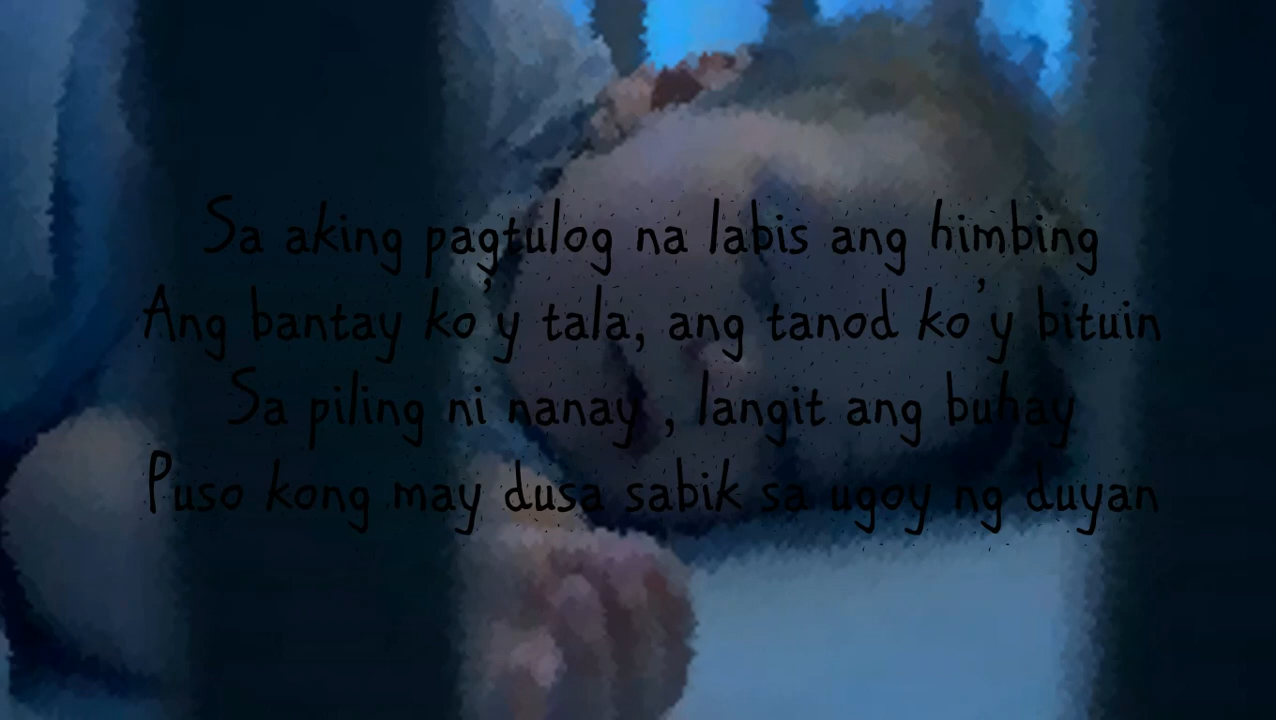 Sa aking pagtulog na labis ang himbing
Ang bantay ko'y tala, ang tanod ko'y bituin
Sa piling ni nanay , langit ang buhay
Puso kong may dusa sabik sa ugoy ng duyan